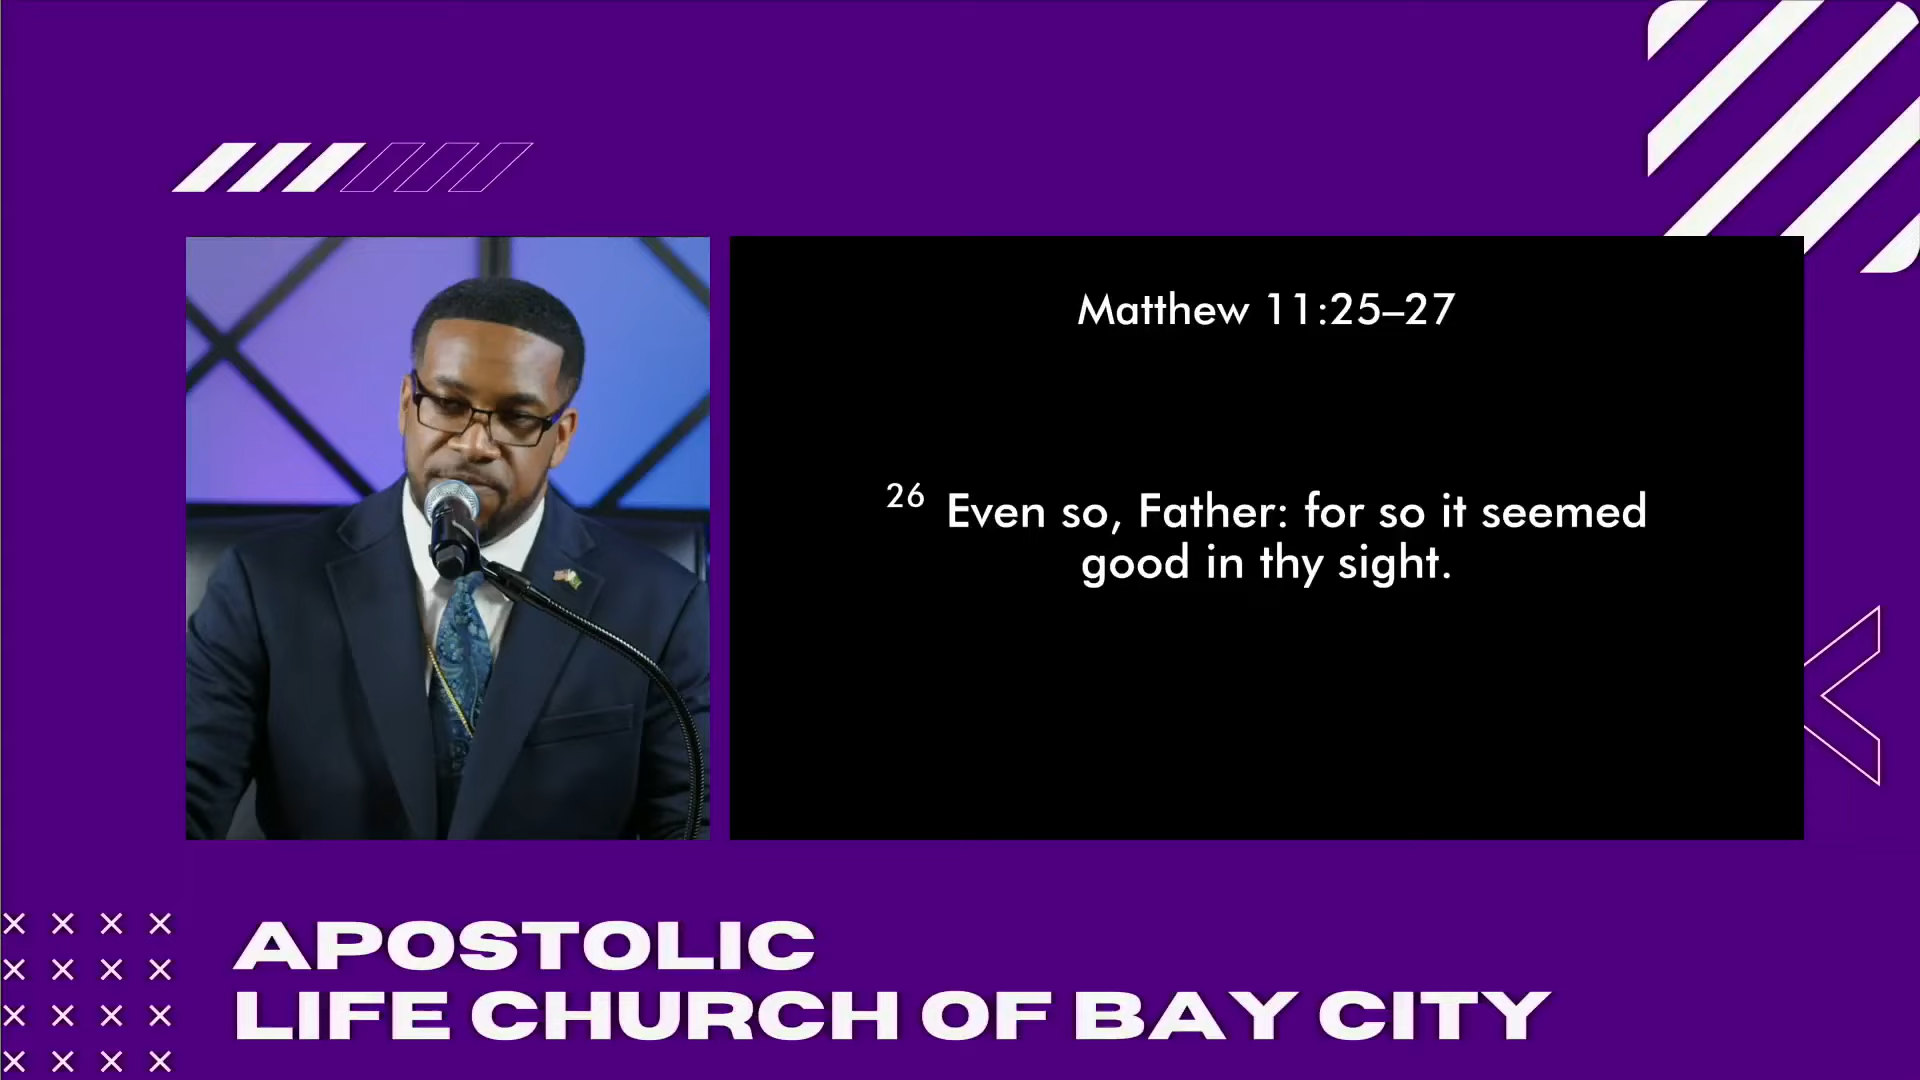 Matthew 11:25–27
26 Even so, Father: for so it seemed
good in thy sight.
APOSTOLIC
LIFE CHURCH OF BAY CITY